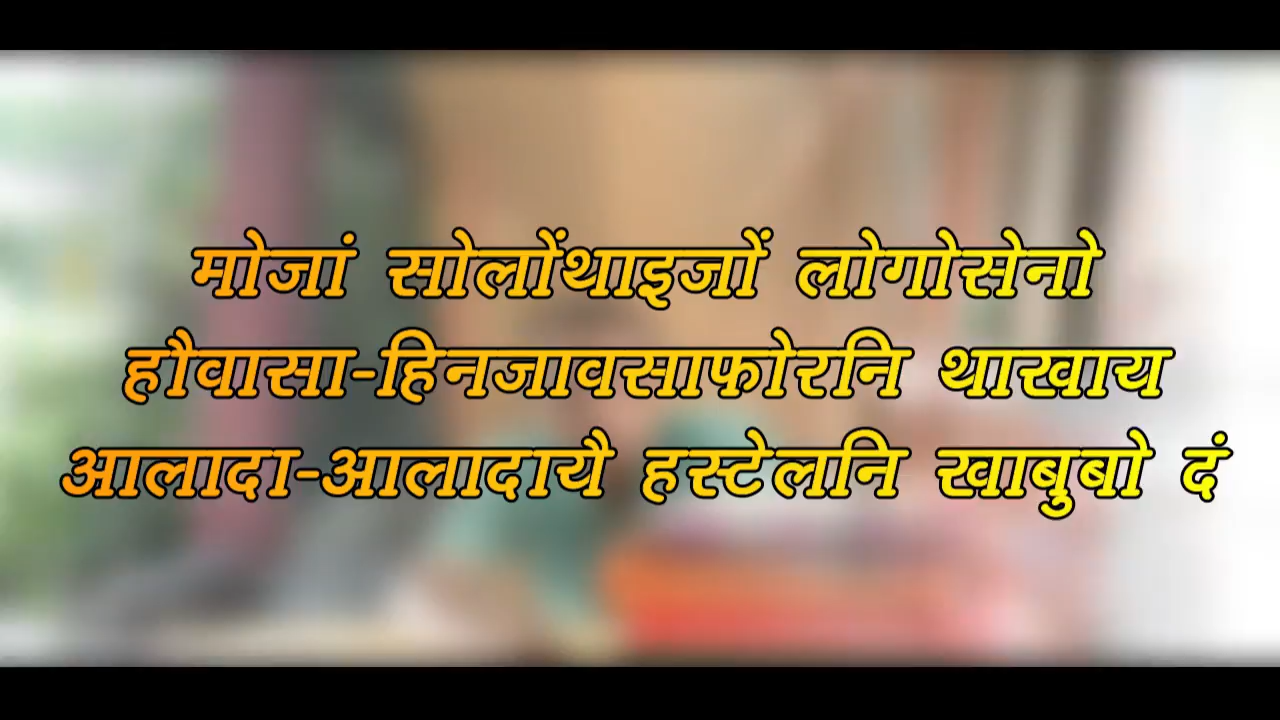 मोजां सोलोंथाइजों लोगोसेनो
हौवासा-हिनजावसाफोरनि थाखाय
आलादा-आलादायै हस्टेलनि खाबुबो दं